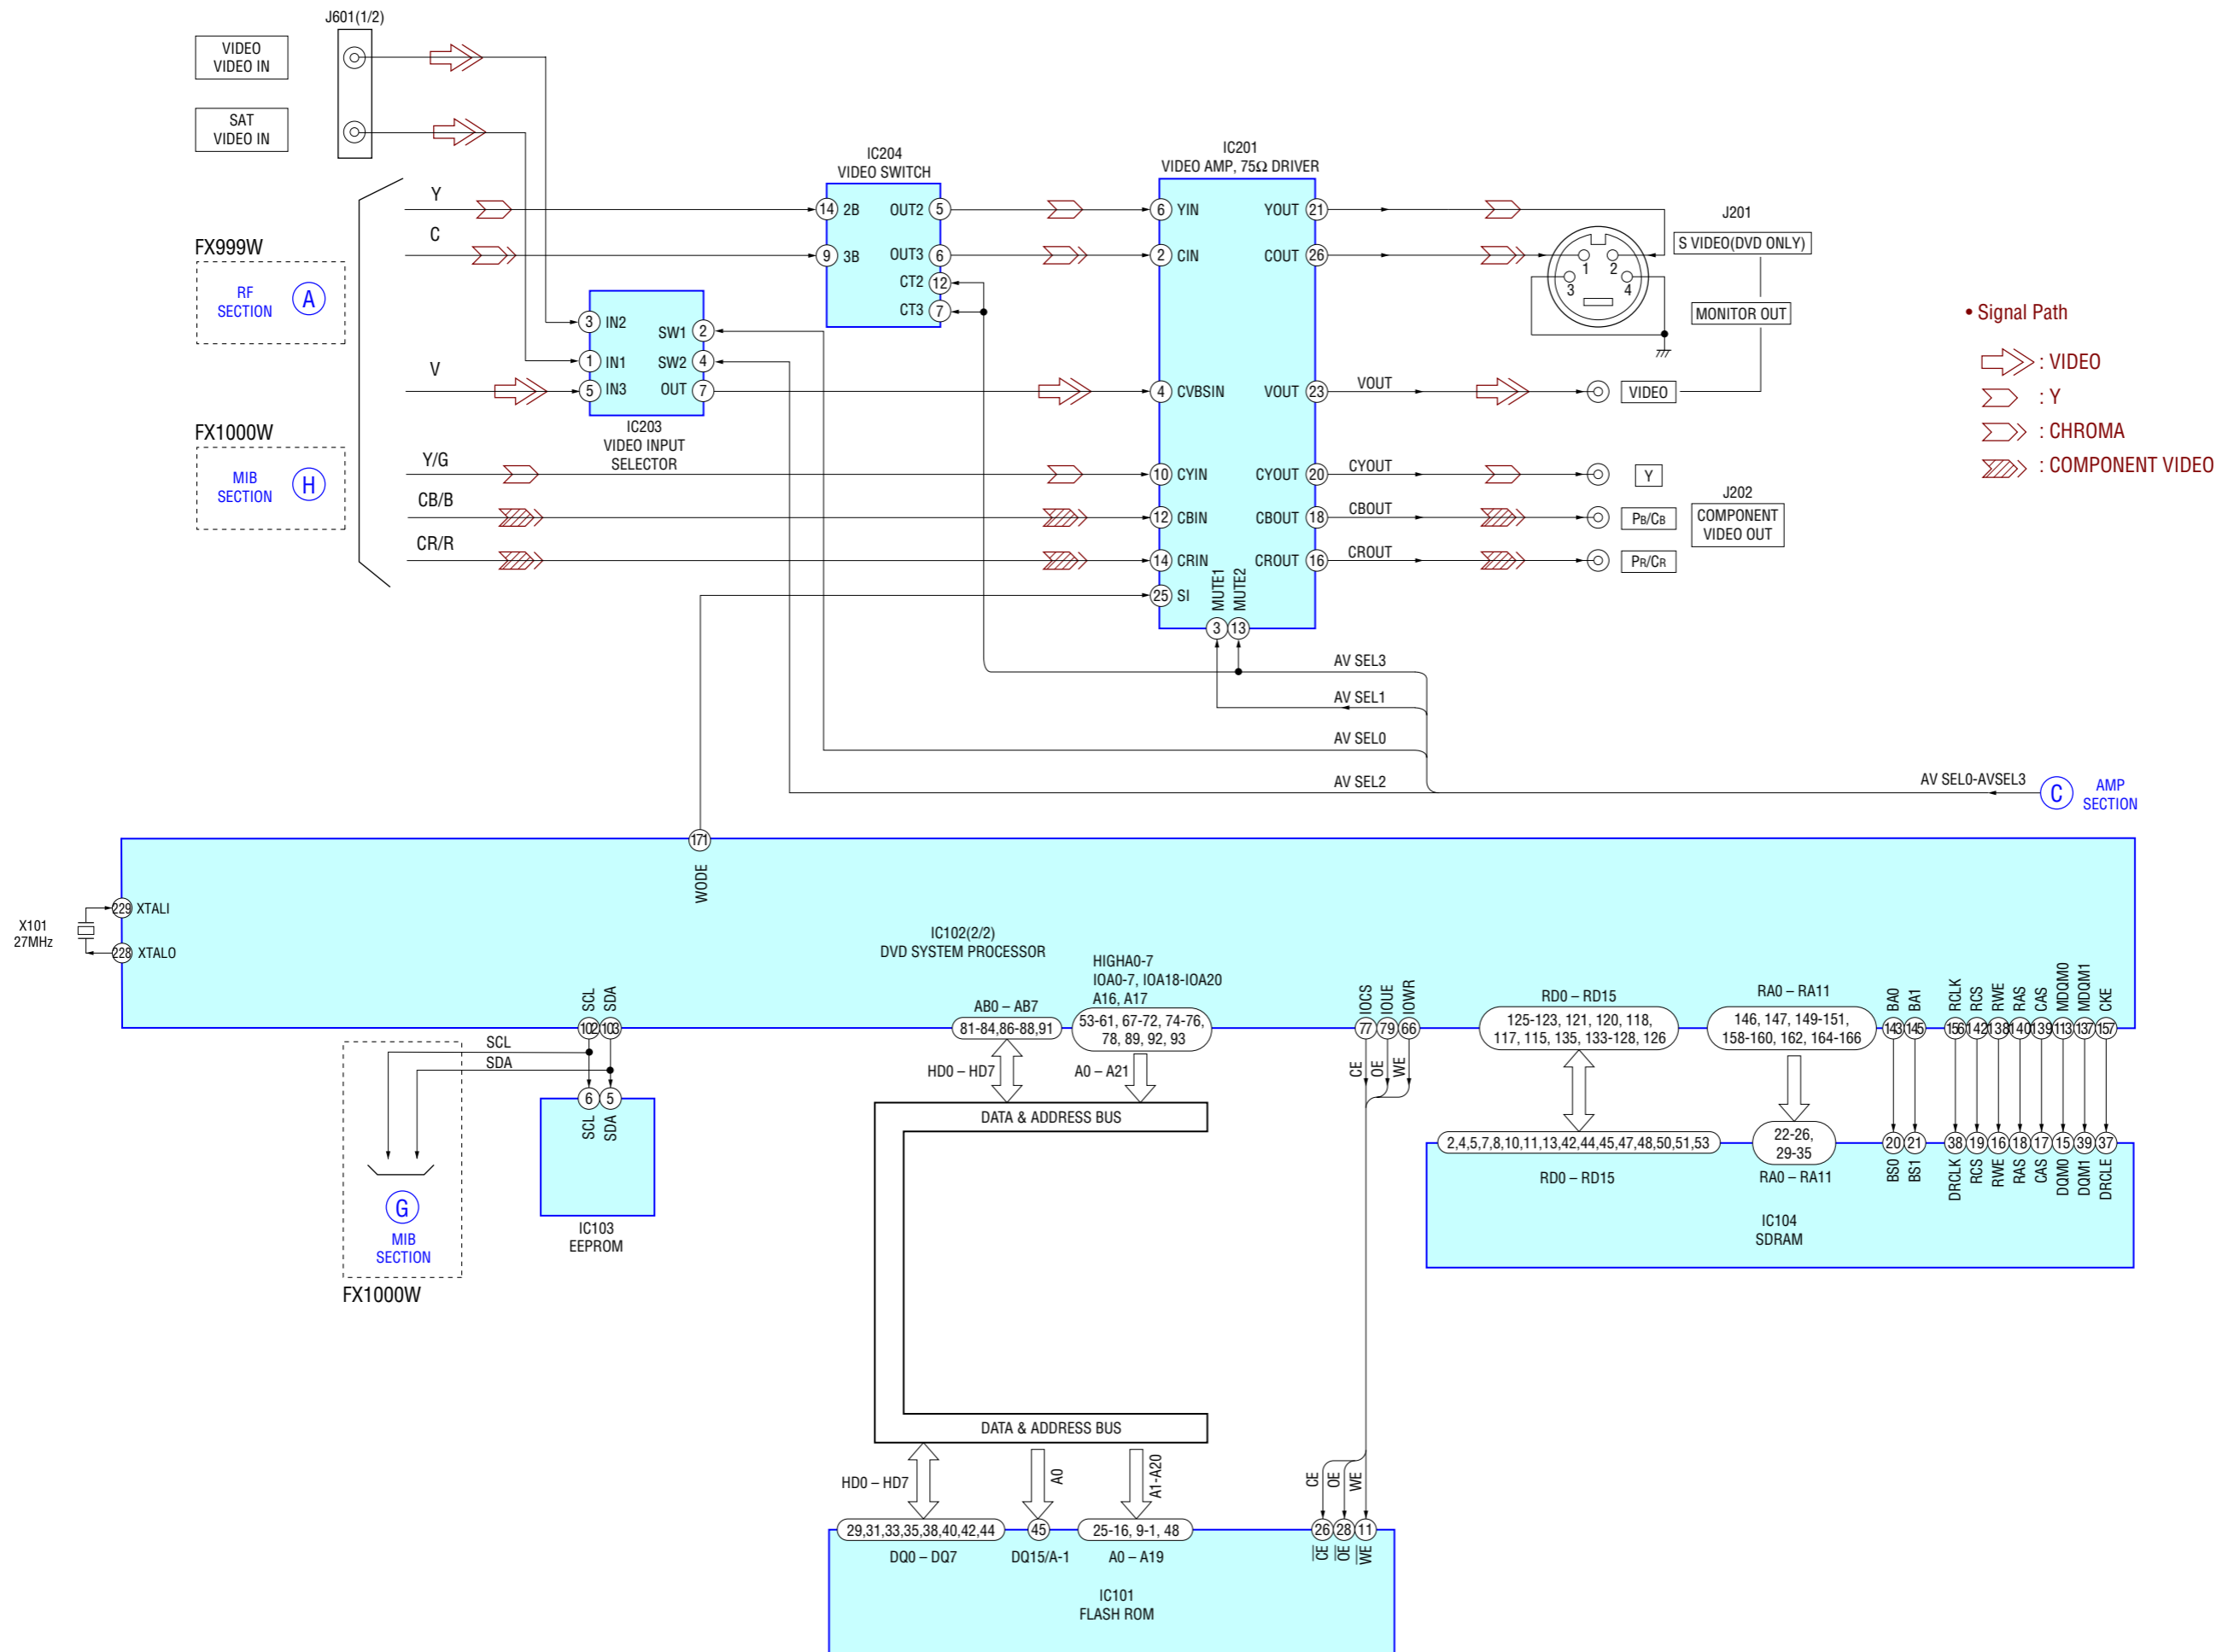 J601(1/2)
VIDEO
VIDEO IN
SAT
VIDEO IN
Y
C
FX999W
RF
SECTION
A
V
FX1000W
MIB
SECTION
H
Y/G
CB/B
CR/R
IC204
VIDEO SWITCH
14 2B OUT2 5
9 3B OUT3 6
CT2 12
CT3 7
3 IN2 SW1 2
1 IN1 SW2 4
5 IN3 OUT 7
IC203
VIDEO INPUT
SELECTOR
IC201
VIDEO AMP, 75Ω DRIVER
6 YIN YOUT 21
2 CIN COUT 26
4 CVBSIN VOUT 23
10 CYIN CYOUT 20
12 CBIN CBOUT 18
14 CRIN CROUT 16
25 SI
MUTE1 MUTE2
3 13
J201
S VIDEO(DVD ONLY)
1 2
3 4
MONITOR OUT
VOUT
VIDEO
CYOUT
Y
CBOUT
PB/CB
CROUT
PR/CR
J202
COMPONENT
VIDEO OUT
• Signal Path
: VIDEO
: Y
: CHROMA
: COMPONENT VIDEO
AV SEL3
AV SEL1
AV SEL0
AV SEL2
AV SEL0-AVSEL3
C
AMP
SECTION
171
WODE
X101
27MHz
229 XTALI
228 XTALO
IC102(2/2)
DVD SYSTEM PROCESSOR
SCL SDA
102 103
SCL
SDA
6 5
SCL SDA
IC103
EEPROM
G
MIB
SECTION
FX1000W
AB0 – AB7
81-84,86-88,91
HD0 – HD7
HIGHA0-7
IOA0-7, IOA18-IOA20
A16, A17
53-61, 67-72, 74-76,
78, 89, 92, 93
A0 – A21
DATA & ADDRESS BUS
IOCS IOUE IOWR
77 79 66
CE OE WE
RD0 – RD15
125-123, 121, 120, 118,
117, 115, 135, 133-128, 126
RA0 – RA11
146, 147, 149-151,
158-160, 162, 164-166
BA0 BA1 RCLK RCS RWE RAS CAS MDQM0 MDQM1 CKE
143 145 156 142 138 140 139 113 137 157
2,4,5,7,8,10,11,13,42,44,45,47,48,50,51,53
RD0 – RD15
22-26,
29-35
RA0 – RA11
20 21 38 19 16 18 17 15 39 37
BS0 BS1 DRCLK RCS RWE RAS CAS DQM0 DQM1 DRCLE
IC104
SDRAM
DATA & ADDRESS BUS
HD0 – HD7
A0
A1-A20
CE OE WE
29,31,33,35,38,40,42,44
DQ0 – DQ7
45
DQ15/A-1
25-16, 9-1, 48
A0 – A19
26 28 11
CE OE WE
IC101
FLASH ROM